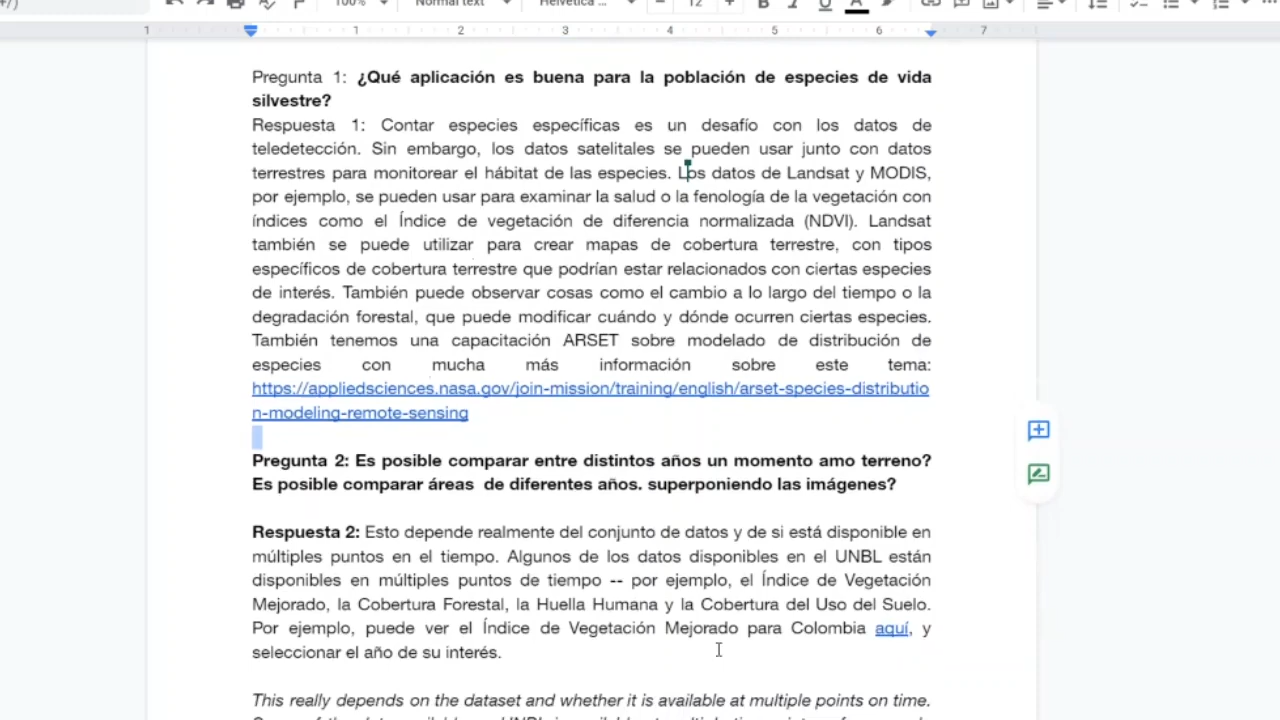 100%
Normal text
Helvetica ...
12
B I U A
1 1 2 3 4 5 6 7
Pregunta 1: ¿Qué aplicación es buena para la población de especies de vida
silvestre?
Respuesta 1: Contar especies específicas es un desafío con los datos de
teledetección. Sin embargo, los datos satelitales se pueden usar junto con datos
terrestres para monitorear el hábitat de las especies. Los datos de Landsat y MODIS,
por ejemplo, se pueden usar para examinar la salud o la fenología de la vegetación con
índices como el Índice de vegetación de diferencia normalizada (NDVI). Landsat
también se puede utilizar para crear mapas de cobertura terrestre, con tipos
específicos de cobertura terrestre que podrían estar relacionados con ciertas especies
de interés. También puede observar cosas como el cambio a lo largo del tiempo o la
degradación forestal, que puede modificar cuándo y dónde ocurren ciertas especies.
También tenemos una capacitación ARSET sobre modelado de distribución de
especies con mucha más información sobre este tema:
https://appliedsciences.nasa.gov/join-mission/training/english/arset-species-distributio
n-modeling-remote-sensing
Pregunta 2: Es posible comparar entre distintos años un momento amo terreno?
Es posible comparar áreas de diferentes años. superponiendo las imágenes?
Respuesta 2: Esto depende realmente del conjunto de datos y de si está disponible en
múltiples puntos en el tiempo. Algunos de los datos disponibles en el UNBL están
disponibles en múltiples puntos de tiempo -- por ejemplo, el Índice de Vegetación
Mejorado, la Cobertura Forestal, la Huella Humana y la Cobertura del Uso del Suelo.
Por ejemplo, puede ver el Índice de Vegetación Mejorado para Colombia aquí, y
seleccionar el año de su interés.
This really depends on the dataset and whether it is available at multiple points on time.